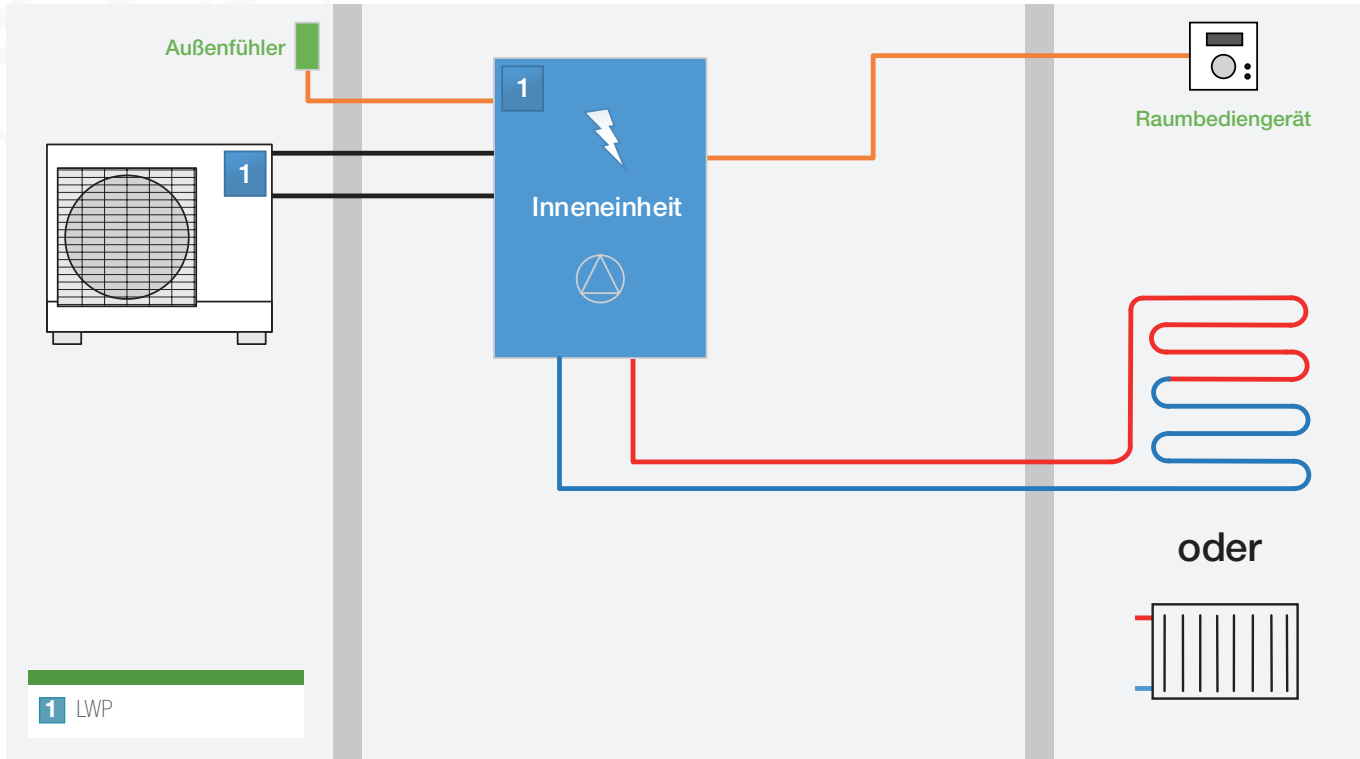 Außenfühler
1
Raumbediengerät
1
Inneneinheit
oder
1 LWP